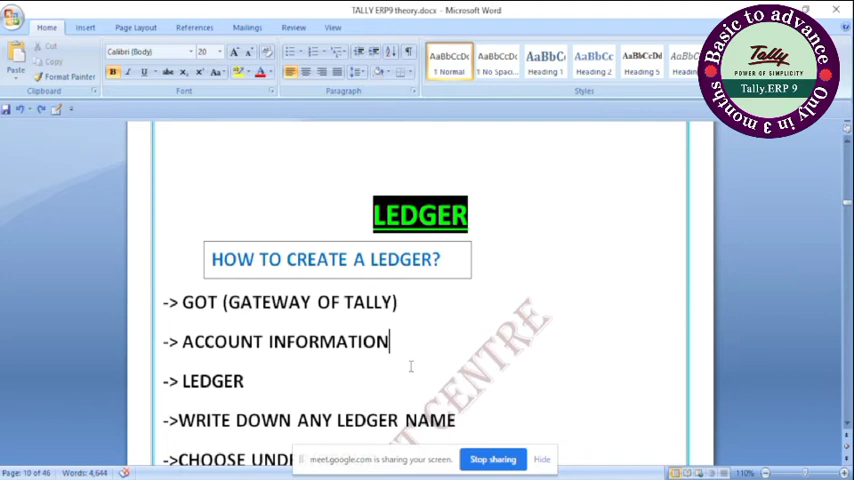 TALLY ERP9 theory.docx - Microsoft Word
Home Insert Page Layout References Mailings Review View
Cut
Copy
Format Painter
Paste
Clipboard
Calibri (Body) 20
Font
Paragraph
AaBbCcDc AaBbCcDc AaBbC AaBbCc AaBbCcDd
1 Normal 1 No Spaci... Heading 1 Heading 2 Heading 5 Head
Styles
Basic to advance
Tally
POWER OF SIMPLICITY
Tally.ERP 9
Only in 3 months
LEDGER
HOW TO CREATE A LEDGER?
-> GOT (GATEWAY OF TALLY)
-> ACCOUNT INFORMATION
-> LEDGER
->WRITE DOWN ANY LEDGER NAME
->CHOOSE UND
CENTRE
meet.google.com is sharing your screen. Stop sharing Hide
Page: 10 of 46 Words: 4,644 110%